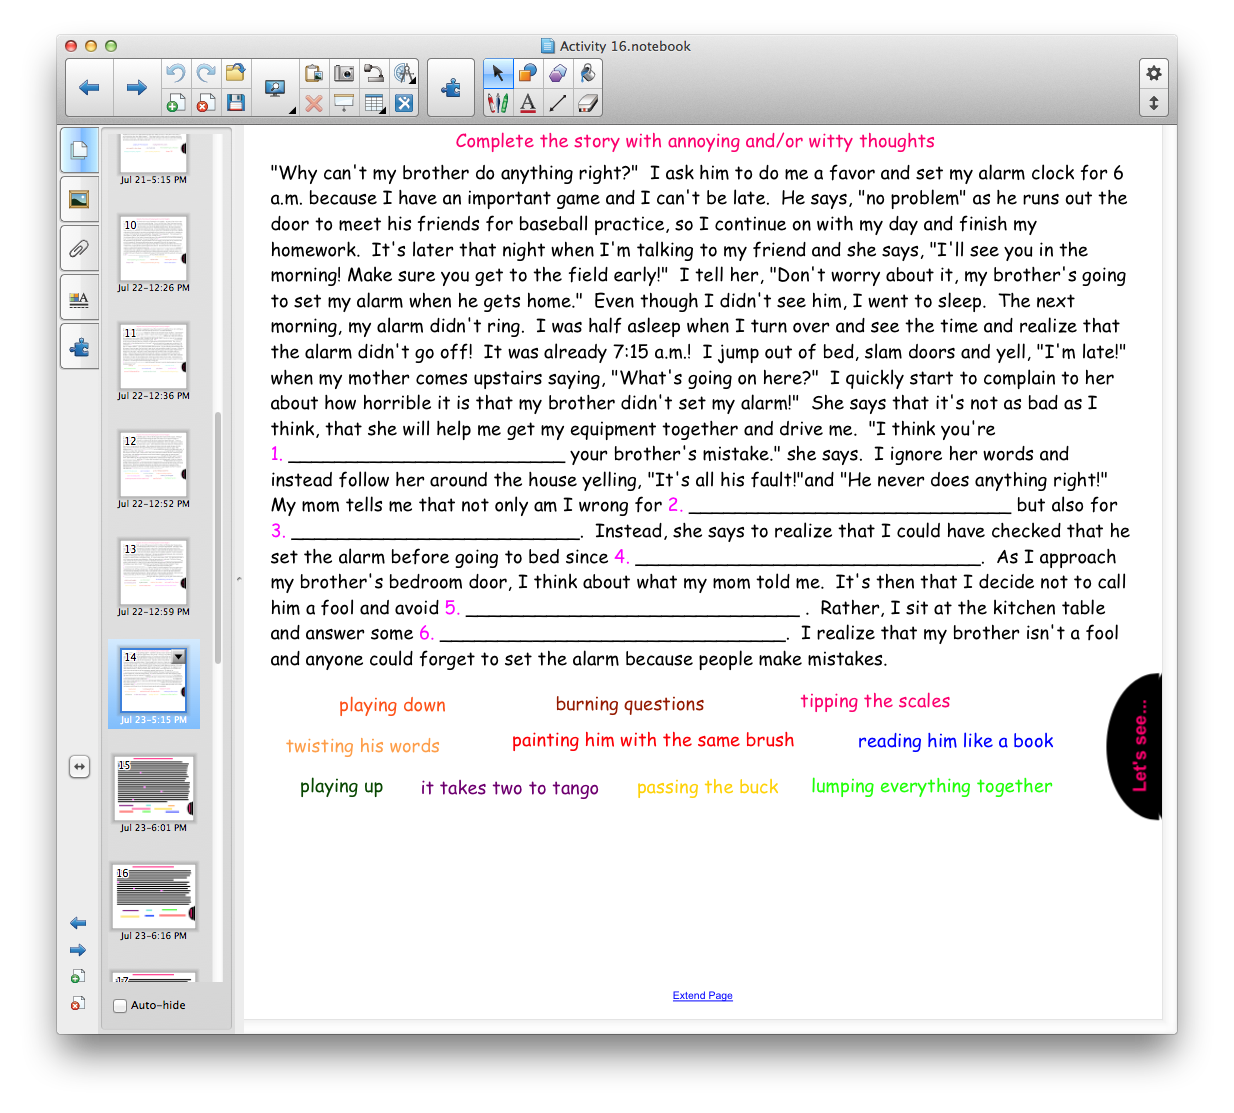 Activity 16.notebook
Jul 21-5:15 PM
10
Jul 22-12:26 PM
11
Jul 22-12:36 PM
12
Jul 22-12:52 PM
13
Jul 22-12:59 PM
14
Jul 23-5:15 PM
15
Jul 23-6:01 PM
16
Jul 23-6:16 PM
17
Auto-hide
Complete the story with annoying and/or witty thoughts
"Why can't my brother do anything right?"  I ask him to do me a favor and set my alarm clock for 6
a.m. because I have an important game and I can't be late.  He says, "no problem" as he runs out the
door to meet his friends for baseball practice, so I continue on with my day and finish my
homework.  It's later that night when I'm talking to my friend and she says, "I'll see you in the
morning! Make sure you get to the field early!"  I tell her, "Don't worry about it, my brother's going
to set my alarm when he gets home."  Even though I didn't see him, I went to sleep.  The next
morning, my alarm didn't ring.  I was half asleep when I turn over and see the time and realize that
the alarm didn't go off!  It was already 7:15 a.m.!  I jump out of bed, slam doors and yell, "I'm late!"
when my mother comes upstairs saying, "What's going on here?"  I quickly start to complain to her
about how horrible it is that my brother didn't set my alarm!"  She says that it's not as bad as I
think, that she will help me get my equipment together and drive me.  "I think you're
1. ________________________ your brother's mistake." she says.  I ignore her words and
instead follow her around the house yelling, "It's all his fault!"and "He never does anything right!"
My mom tells me that not only am I wrong for 2. ____________________________ but also for
3. _________________________.  Instead, she says to realize that I could have checked that he
set the alarm before going to bed since 4. ______________________________.  As I approach
my brother's bedroom door, I think about what my mom told me.  It's then that I decide not to call
him a fool and avoid 5. _____________________________ .  Rather, I sit at the kitchen table
and answer some 6. ______________________________.  I realize that my brother isn't a fool
and anyone could forget to set the alarm because people make mistakes.
playing down
burning questions
tipping the scales
twisting his words
painting him with the same brush
reading him like a book
playing up
it takes two to tango
passing the buck
lumping everything together
Let's see...
Extend Page